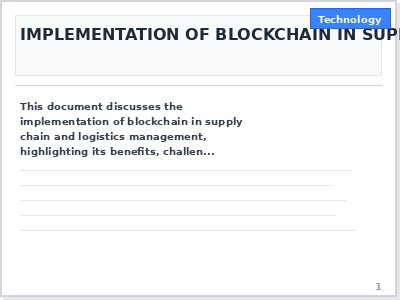 Technology
IMPLEMENTATION OF BLOCKCHAIN IN SUP
This document discusses the
implementation of blockchain in supply
chain and logistics management,
highlighting its benefits, challen...
1